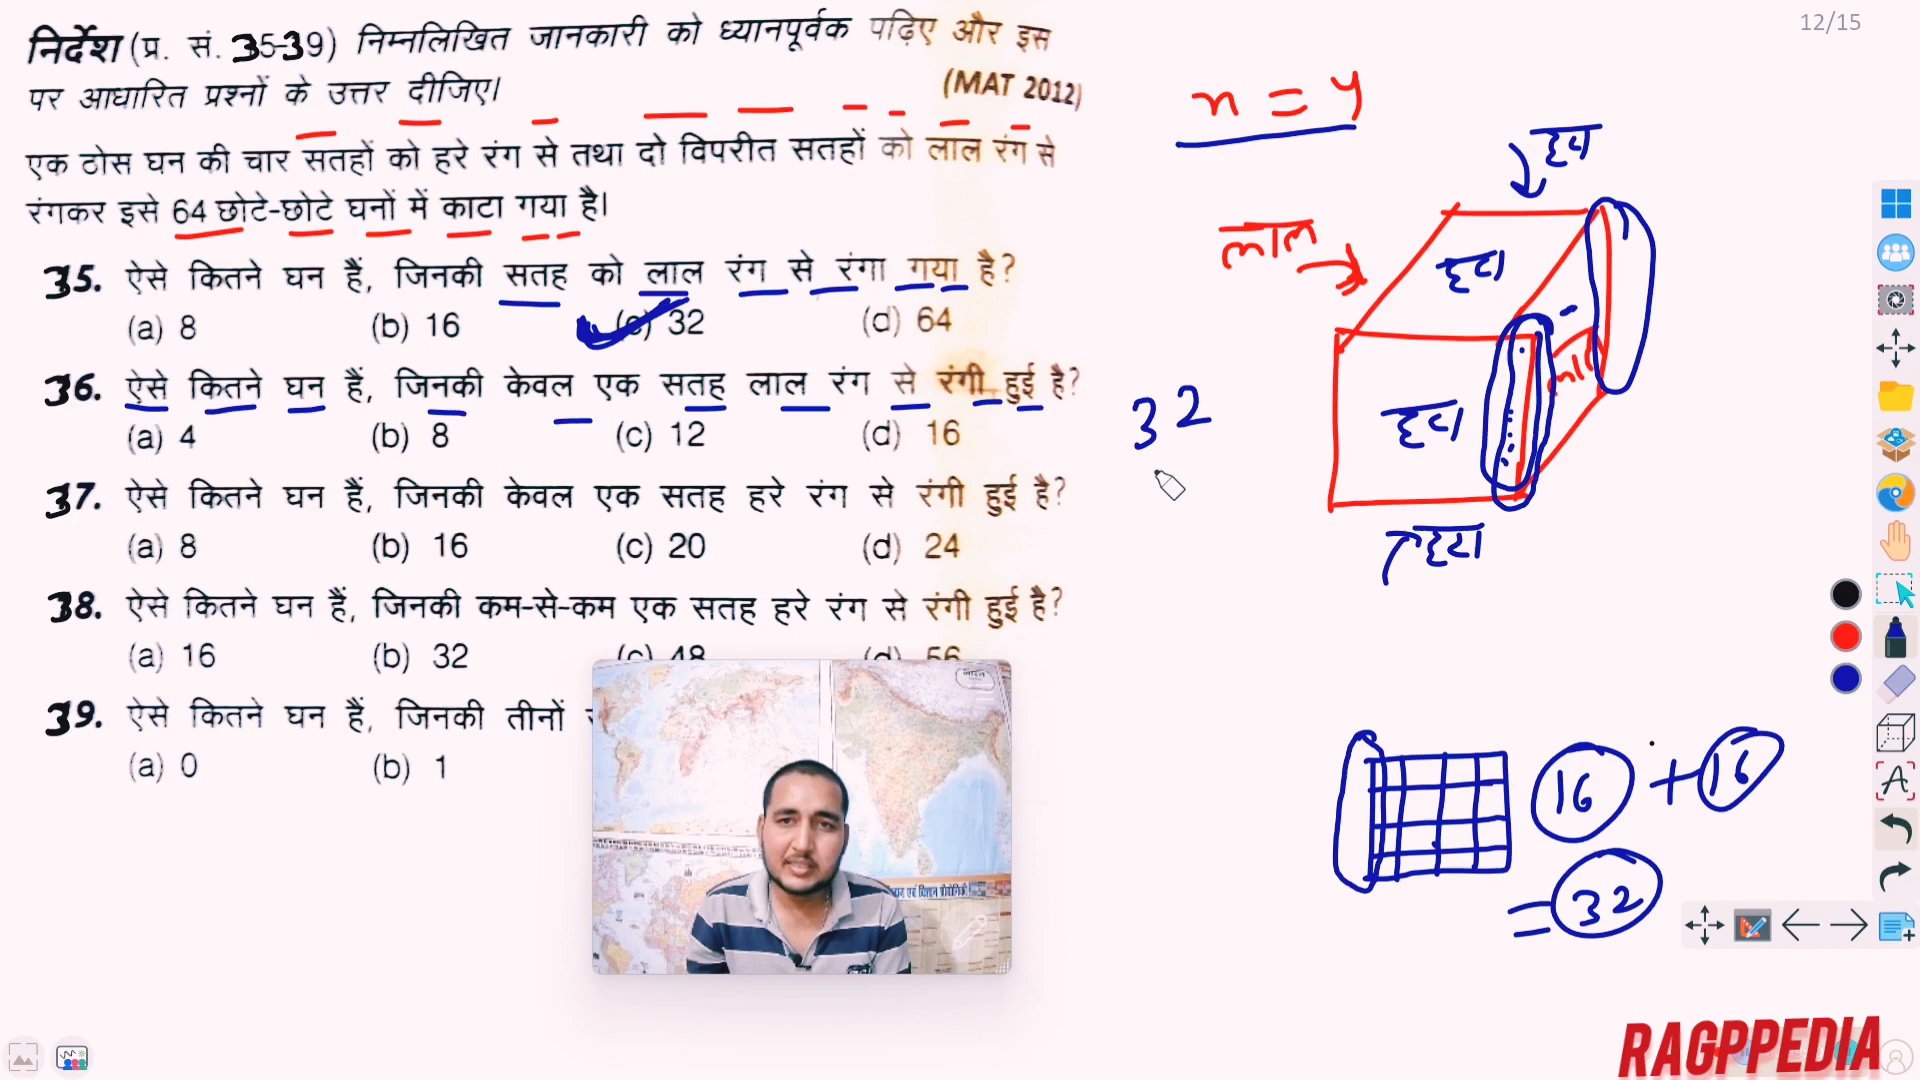 निर्देश (प्र. सं. 35-39) निम्नलिखित जानकारी को ध्यानपूर्वक पढ़िए और इस
पर आधारित प्रश्नों के उत्तर दीजिए।
(MAT 2012)
एक ठोस घन की चार सतहों को हरे रंग से तथा दो विपरीत सतहों को लाल रंग से
रंगकर इसे 64 छोटे-छोटे घनों में काटा गया है।
35. ऐसे कितने घन हैं, जिनकी सतह को लाल रंग से रंगा गया है?
(a) 8 (b) 16 (c) 32 (d) 64
36. ऐसे कितने घन हैं, जिनकी केवल एक सतह लाल रंग से रंगी हुई है?
(a) 4 (b) 8 (c) 12 (d) 16
37. ऐसे कितने घन हैं, जिनकी केवल एक सतह हरे रंग से रंगी हुई है?
(a) 8 (b) 16 (c) 20 (d) 24
38. ऐसे कितने घन हैं, जिनकी कम-से-कम एक सतह हरे रंग से रंगी हुई है?
(a) 16 (b) 32 (c) 48 (d) 56
39. ऐसे कितने घन हैं, जिनकी तीनों
(a) 0 (b) 1
12/15
n = 4
हरा
लाल
हरा
लाल
हरा
32
हरा
16 + 16
= 32
RAGPPEDIA